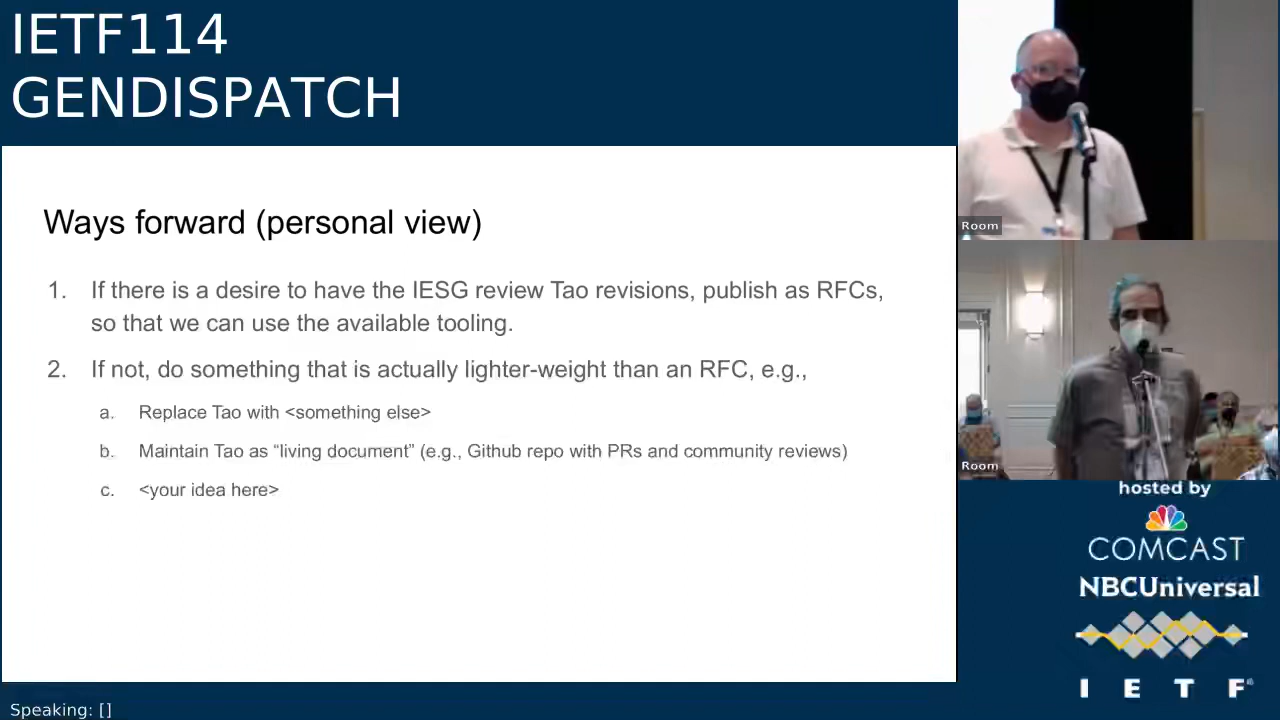 IETF114
GENDISPATCH
Ways forward (personal view)
1. If there is a desire to have the IESG review Tao revisions, publish as RFCs,
so that we can use the available tooling.
2. If not, do something that is actually lighter-weight than an RFC, e.g.,
a. Replace Tao with <something else>
b. Maintain Tao as “living document” (e.g., Github repo with PRs and community reviews)
c. <your idea here>
Room
Room
hosted by
COMCAST
NBCUniversal
I E T F®
Speaking: []